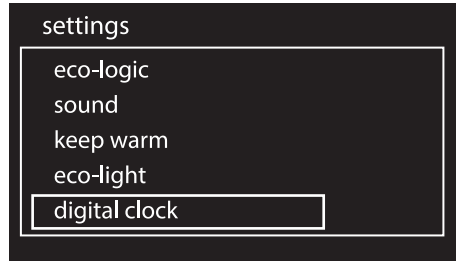 settings
eco-logic
sound
keep warm
eco-light
digital clock